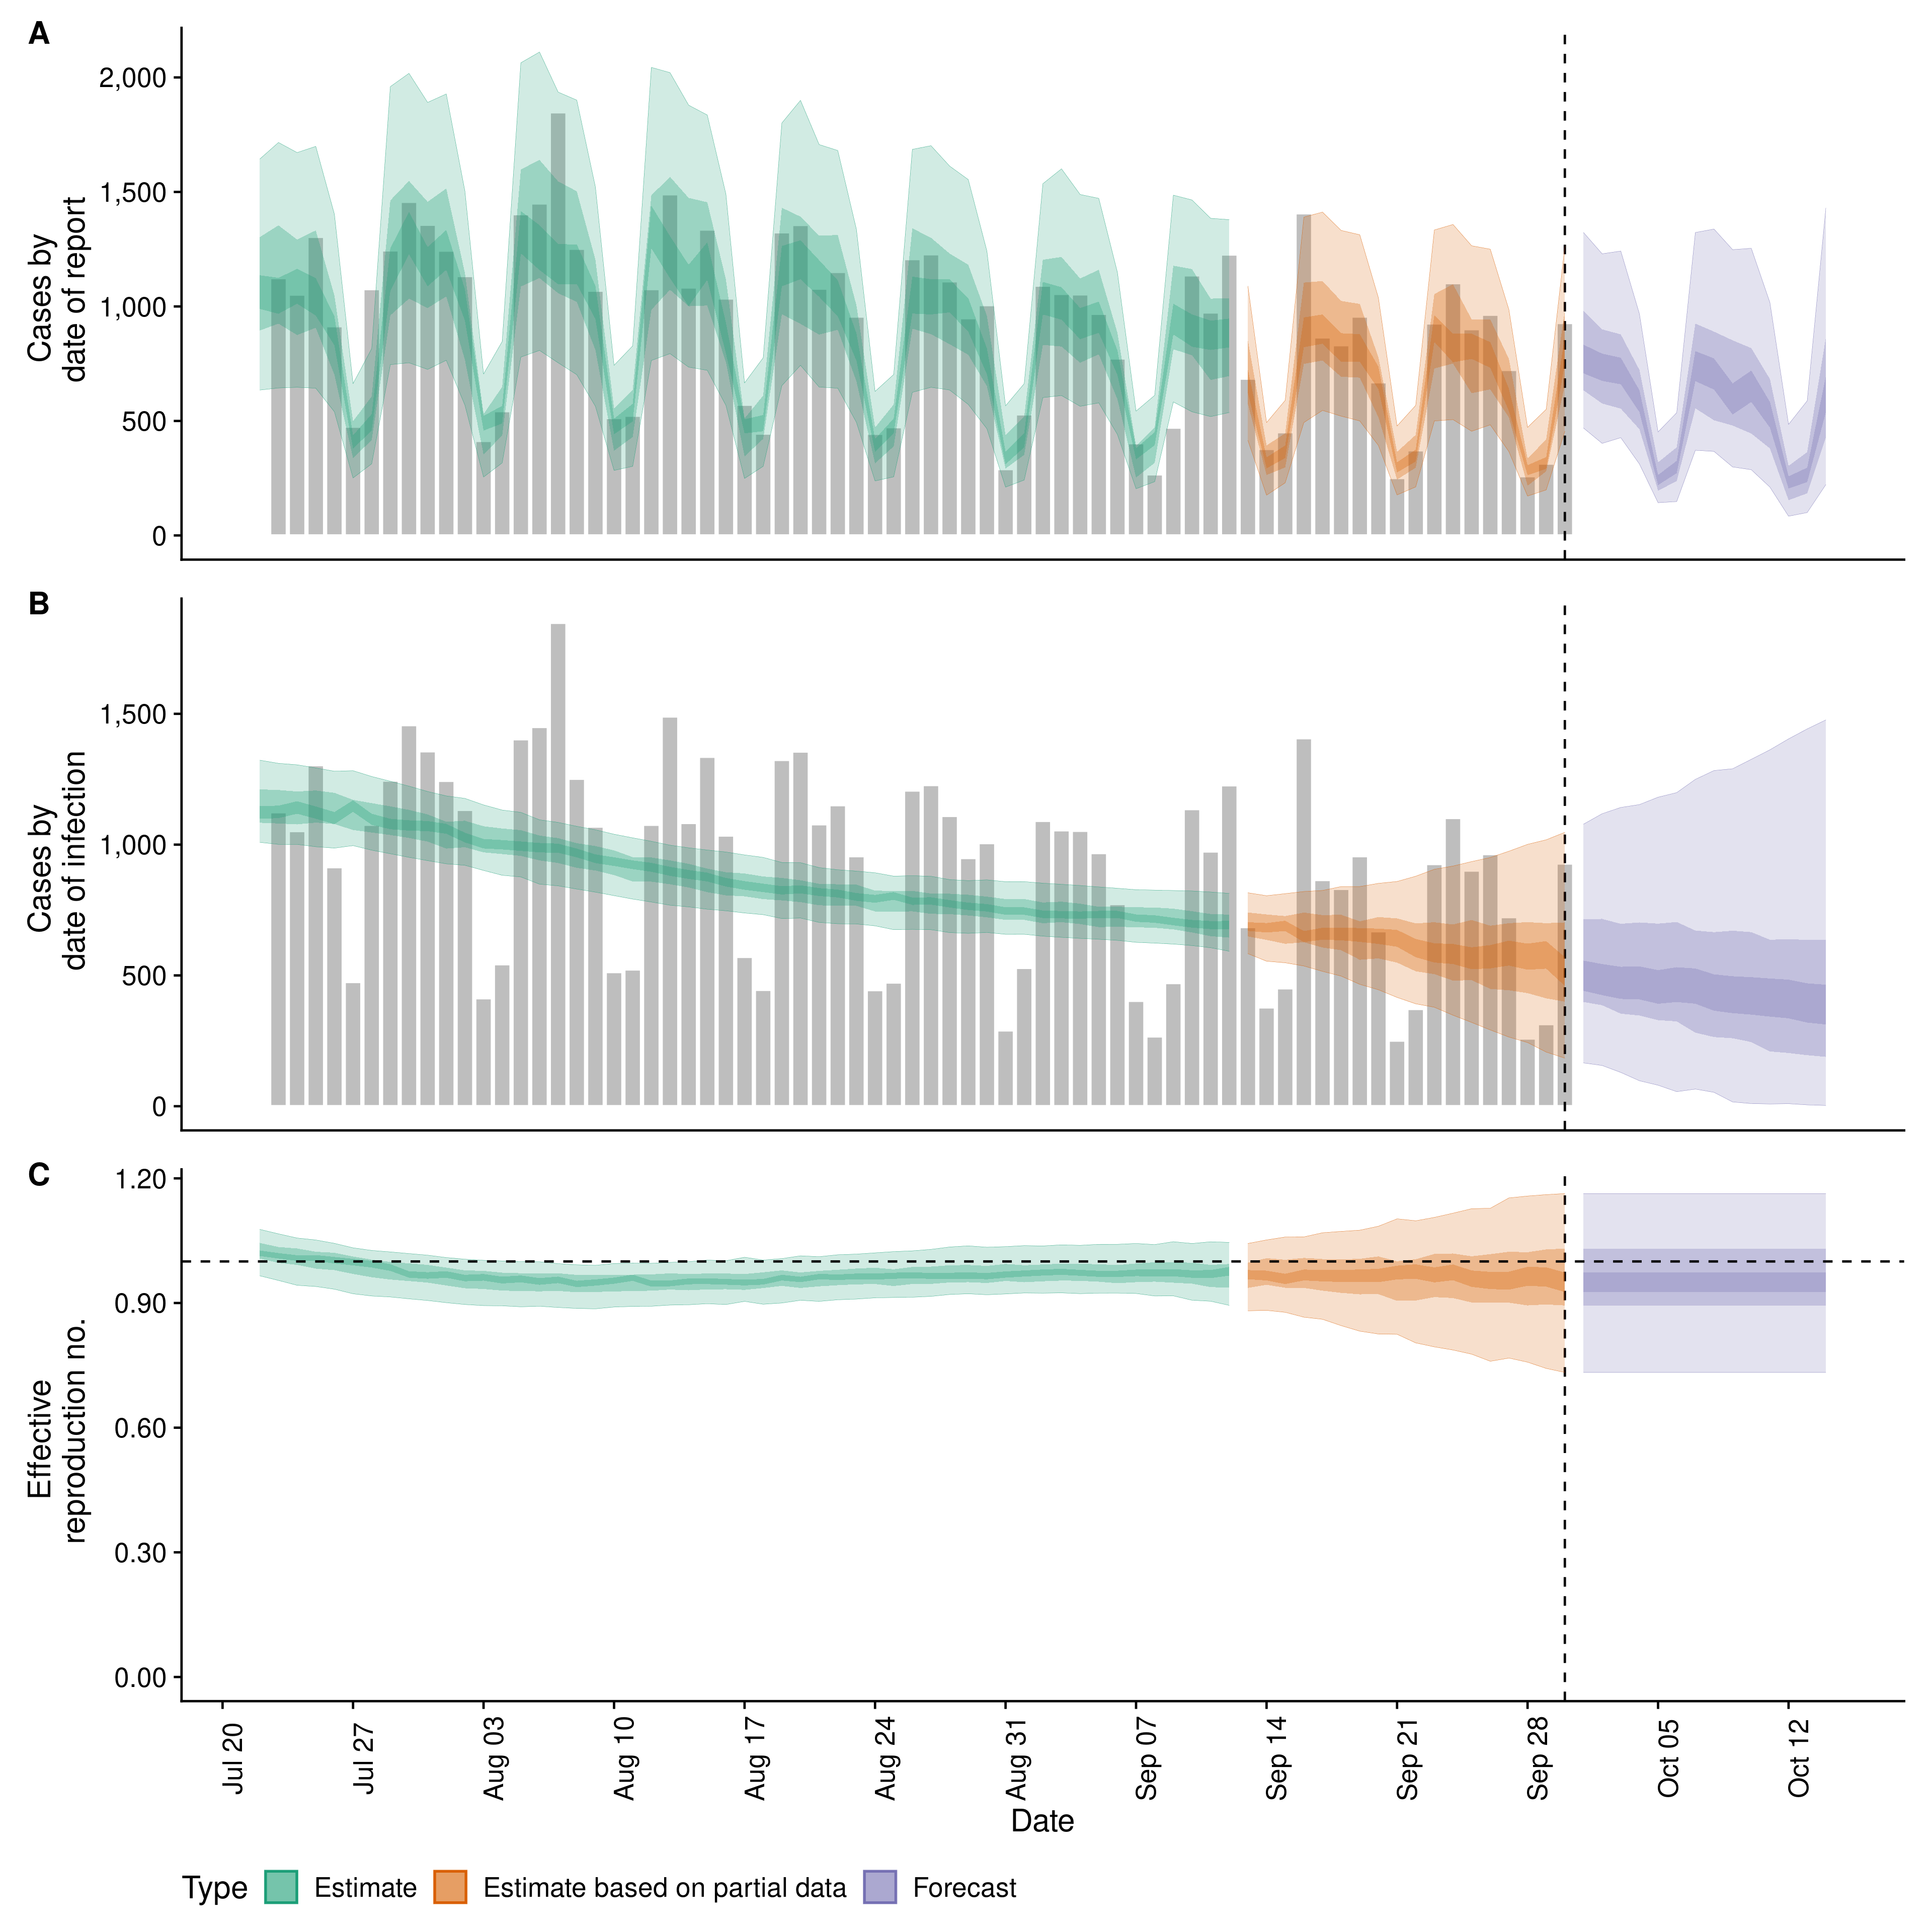 A
Cases by
date of report
2,000
1,500
1,000
500
0
B
Cases by
date of infection
1,500
1,000
500
0
C
Effective
reproduction no.
1.20
0.90
0.60
0.30
0.00
Jul 20
Jul 27
Aug 03
Aug 10
Aug 17
Aug 24
Aug 31
Sep 07
Sep 14
Sep 21
Sep 28
Oct 05
Oct 12
Date
Type Estimate Estimate based on partial data Forecast